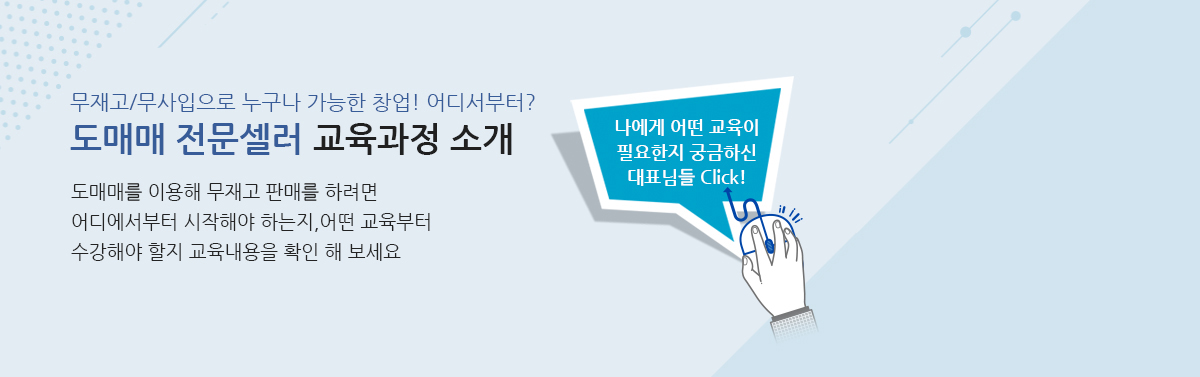 무재고/무사입으로 누구나 가능한 창업! 어디서부터?
도매매 전문셀러 교육과정 소개
도매매를 이용해 무재고 판매를 하려면
어디에서부터 시작해야 하는지,어떤 교육부터
수강해야 할지 교육내용을 확인 해 보세요
나에게 어떤 교육이
필요한지 궁금하신
대표님들 Click!